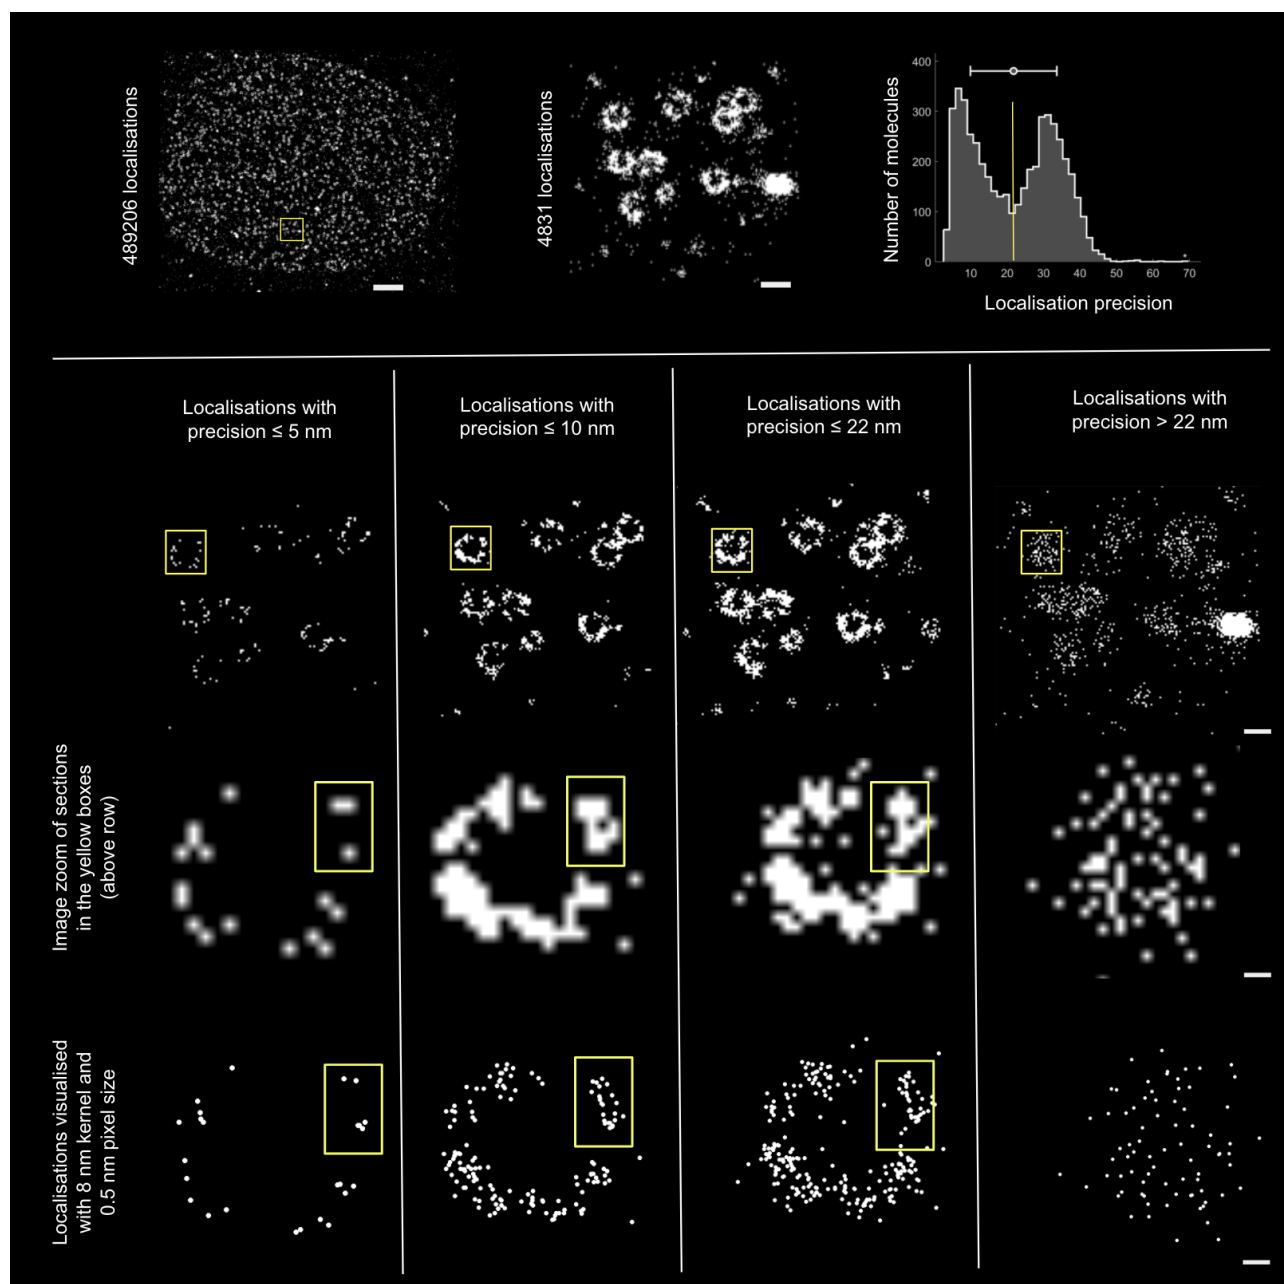 489206 localisations
4831 localisations
Number of molecules
400
300
200
100
0
10 20 30 40 50 60 70
Localisation precision
Localisations with
precision ≤ 5 nm
Localisations with
precision ≤ 10 nm
Localisations with
precision ≤ 22 nm
Localisations with
precision > 22 nm
Image zoom of sections
in the yellow boxes
(above row)
Localisations visualised
with 8 nm kernel and
0.5 nm pixel size